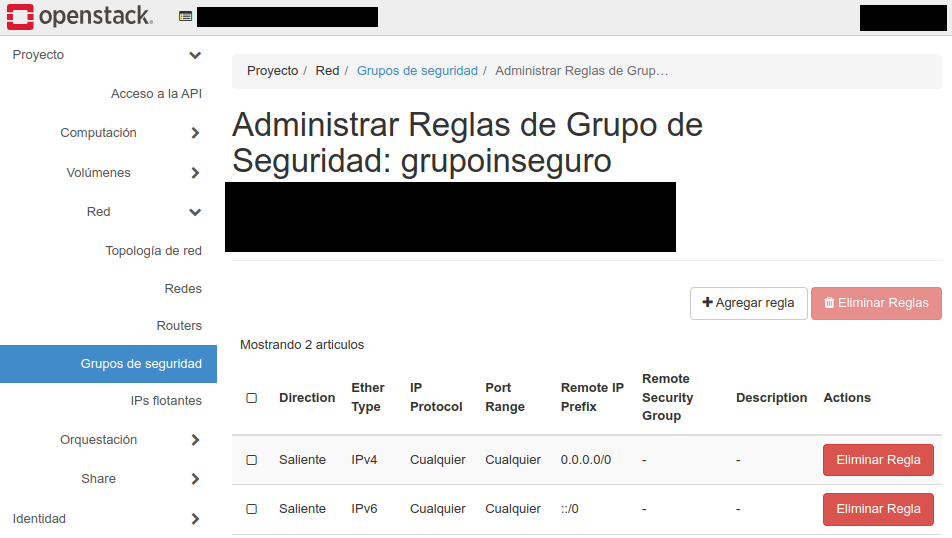 openstack.
Proyecto
Acceso a la API
Computación
Volúmenes
Red
Topología de red
Redes
Routers
Grupos de seguridad
IPs flotantes
Orquestación
Share
Identidad
Proyecto / Red / Grupos de seguridad / Administrar Reglas de Grup…
Administrar Reglas de Grupo de
Seguridad: grupoinseguro
Agregar regla Eliminar Reglas
Mostrando 2 articulos
Direction Ether Type IP Protocol Port Range Remote IP Prefix Remote Security Group Description Actions
Saliente IPv4 Cualquier Cualquier 0.0.0.0/0 - - Eliminar Regla
Saliente IPv6 Cualquier Cualquier ::/0 - - Eliminar Regla